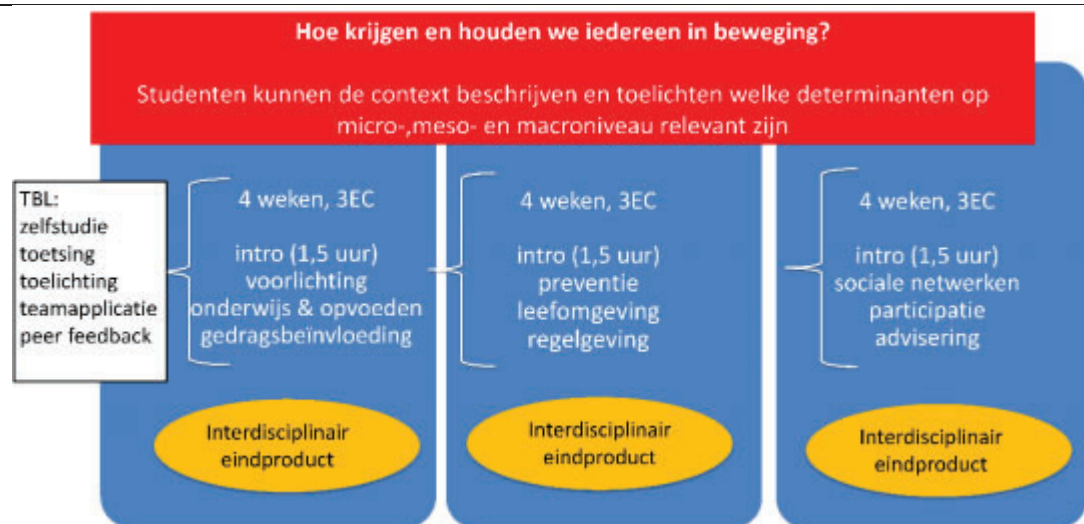 Hoe krijgen en houden we iedereen in beweging?
Studenten kunnen de context beschrijven en toelichten welke determinanten op
micro-,meso- en macroniveau relevant zijn
TBL:
zelfstudie
toetsing
toelichting
teamapplicatie
peer feedback
4 weken, 3EC
intro (1,5 uur)
voorlichting
onderwijs & opvoeden
gedragsbeïnvloeding
Interdisciplinair
eindproduct
4 weken, 3EC
intro (1,5 uur)
preventie
leefomgeving
regelgeving
Interdisciplinair
eindproduct
4 weken, 3EC
intro (1,5 uur)
sociale netwerken
participatie
advisering
Interdisciplinair
eindproduct